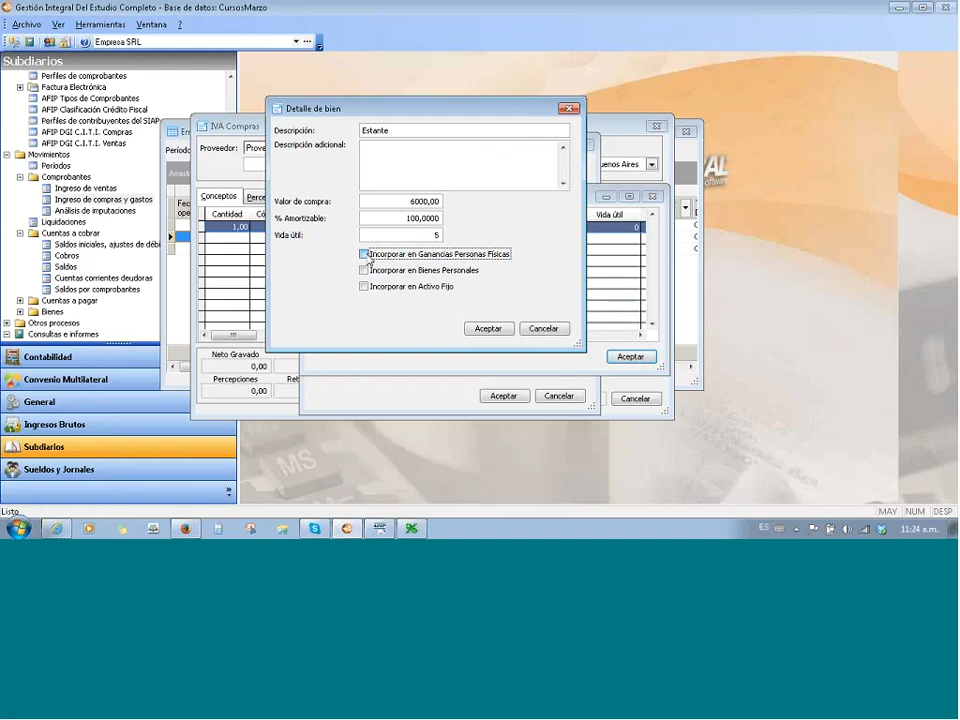 Gestión Integral Del Estudio Completo - Base de datos: CursosMarzo
Archivo Ver Herramientas Ventana ?
Empresa SRL
Subdiarios
Perfiles de comprobantes
Factura Electrónica
AFIP Tipos de Comprobantes
AFIP Clasificación Crédito Fiscal
Perfiles de contribuyentes del SIAP
AFIP DGI C.I.T.I. Compras
AFIP DGI C.I.T.I. Ventas
Movimientos
Períodos
Comprobantes
Ingreso de ventas
Ingreso de compras y gastos
Análisis de imputaciones
Liquidaciones
Cuentas a cobrar
Saldos iniciales, ajustes de débi
Cobros
Saldos
Cuentas corrientes deudoras
Saldos por comprobantes
Cuentas a pagar
Bienes
Otros procesos
Consultas e informes
Contabilidad
Convenio Multilateral
General
Ingresos Brutos
Subdiarios
Sueldos y Jornales
Listo
MAY NUM DESP
IVA Compras
Proveedor: Prove
Conceptos Perce
Cantidad
1,00
Neto Gravado
0,00
Percepciones
0,00
uenos Aires
Vida útil
0
Aceptar
Aceptar Cancelar
Cancelar
Detalle de bien
Descripción: Estante
Descripción adicional:
Valor de compra: 6000,00
% Amortizable: 100,0000
Vida útil: 5
Incorporar en Ganancias Personas Físicas
Incorporar en Bienes Personales
Incorporar en Activo Fijo
Aceptar Cancelar
ES
11:24 a.m.
MS